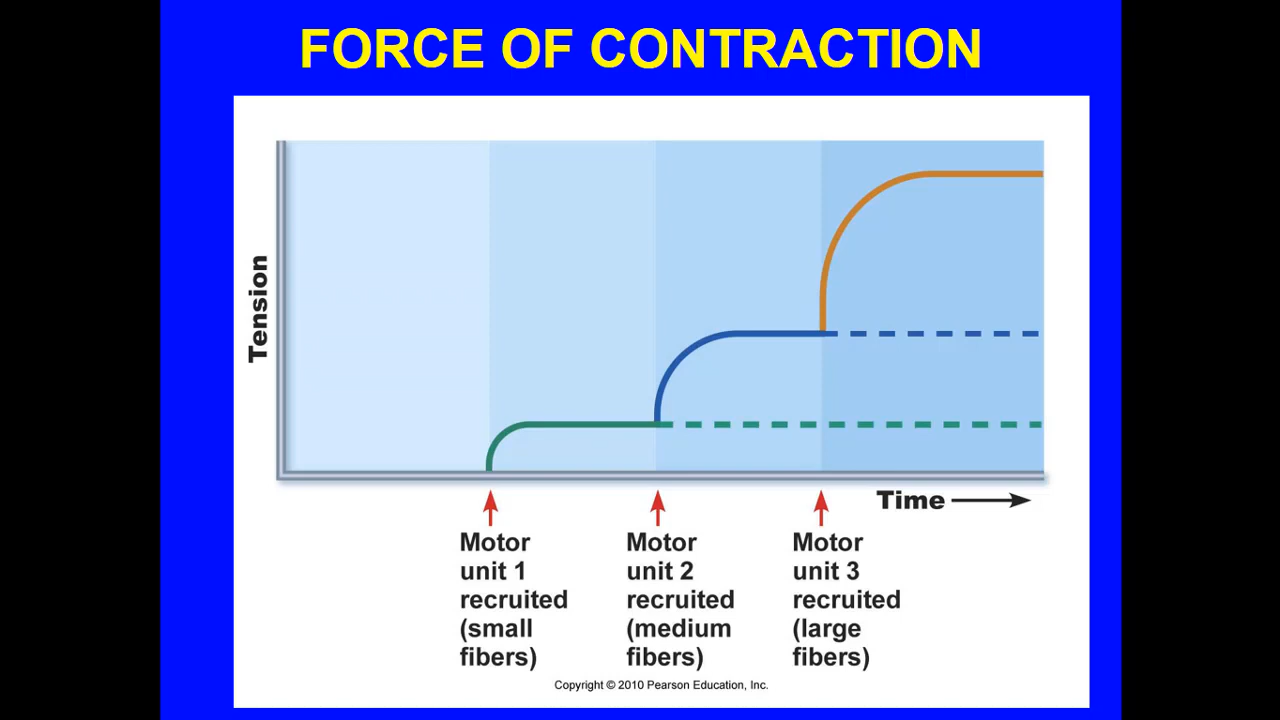 FORCE OF CONTRACTION
Tension
Time
Motor
unit 1
recruited
(small
fibers)
Motor
unit 2
recruited
(medium
fibers)
Motor
unit 3
recruited
(large
fibers)
Copyright © 2010 Pearson Education, Inc.